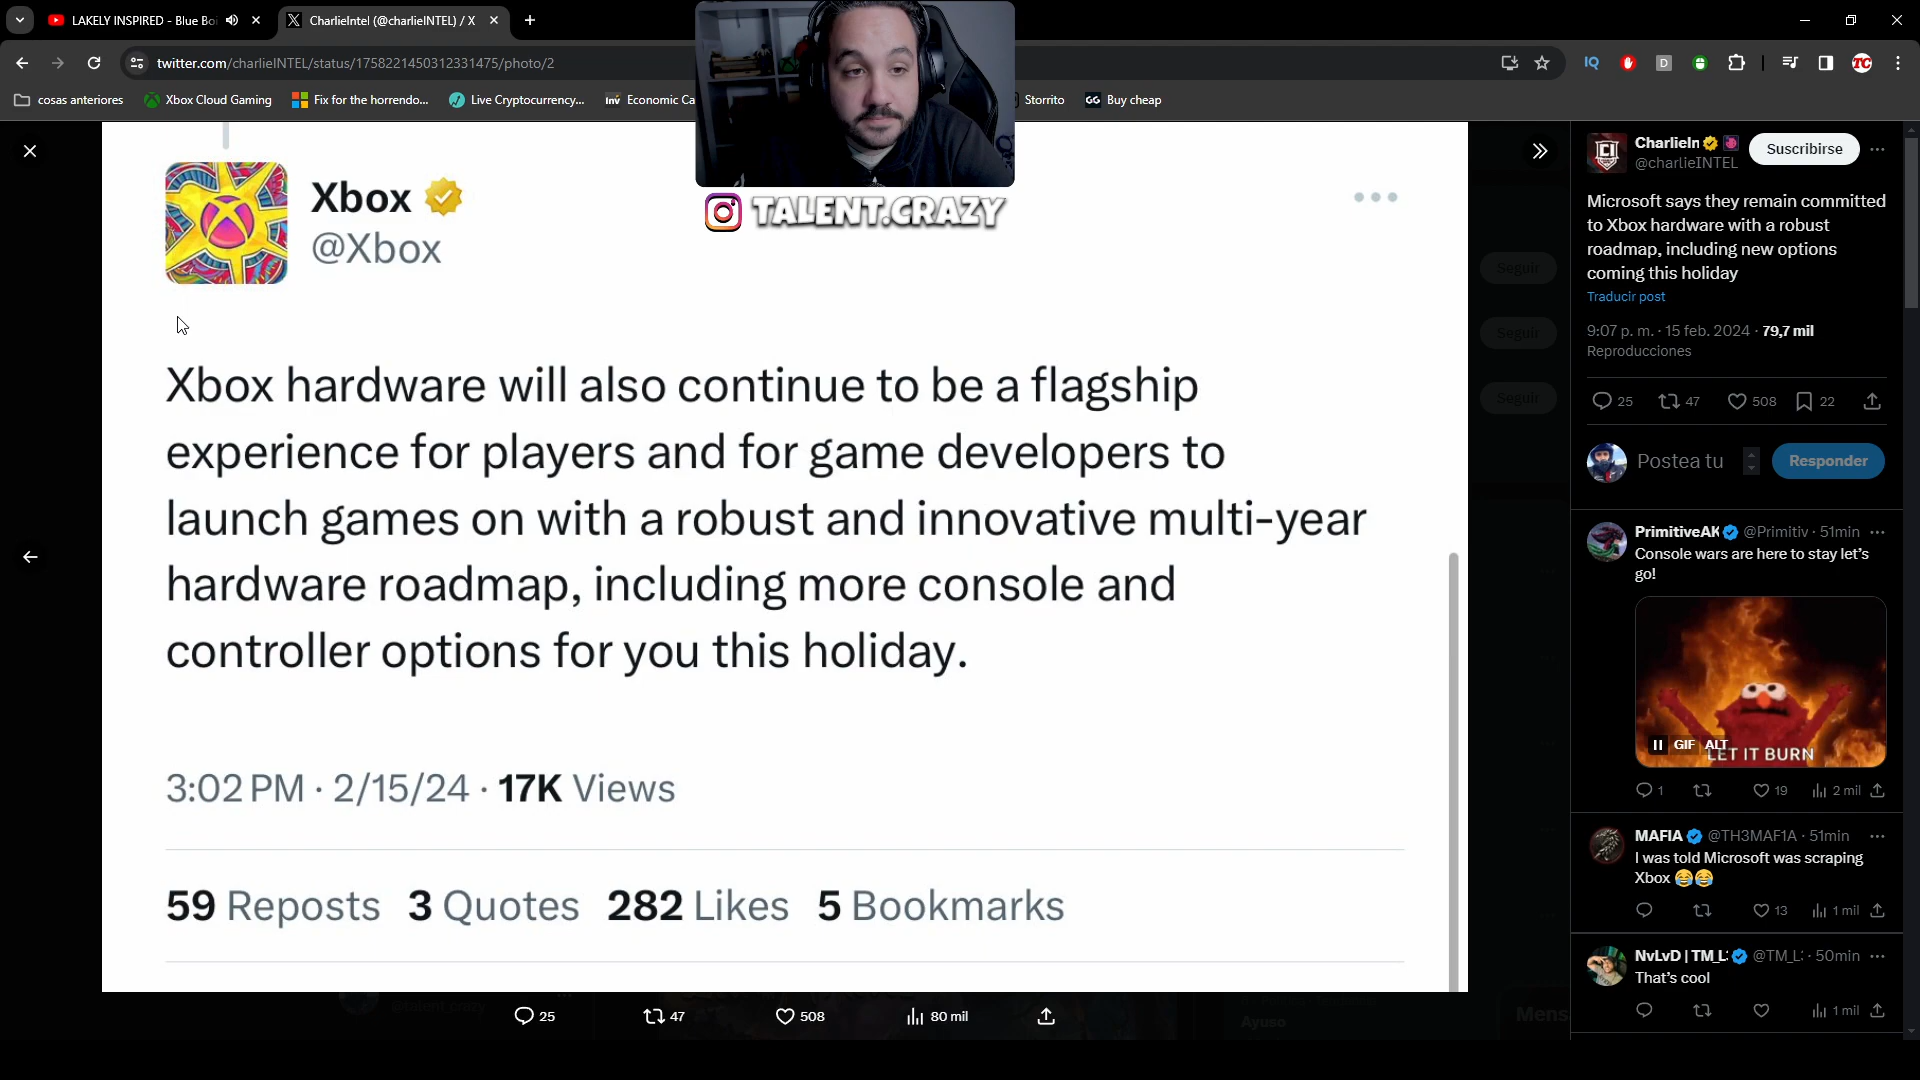 LAKELY INSPIRED - Blue Boi
CharlieIntel (@charlieINTEL) / X
twitter.com/charlieINTEL/status/1758221450312331475/photo/2
cosas anteriores
Xbox Cloud Gaming
Fix for the horrendo...
Live Cryptocurrency...
Inv Economic Ca
Storrito
GG Buy cheap
TALENT.CRAZY
Xbox
@Xbox
Xbox hardware will also continue to be a flagship
experience for players and for game developers to
launch games on with a robust and innovative multi-year
hardware roadmap, including more console and
controller options for you this holiday.
3:02 PM · 2/15/24 · 17K Views
59 Reposts 3 Quotes 282 Likes 5 Bookmarks
25 47 508 80 mil
Seguir
Seguir
Seguir
Ayuso
Mens
CharlieIn
@charlieINTEL
Suscribirse
Microsoft says they remain committed
to Xbox hardware with a robust
roadmap, including new options
coming this holiday
Traducir post
9:07 p. m. · 15 feb. 2024 · 79,7 mil
Reproducciones
25 47 508 22
Postea tu
Responder
PrimitiveAK @Primitiv · 51min
Console wars are here to stay let's
go!
GIF ALT
LET IT BURN
1 19 2 mil
MAFIA @TH3MAF1A · 51min
I was told Microsoft was scraping
Xbox 😂😂
13 1 mil
NvLvD | TM_L: @TM_L: · 50min
That's cool
1 mil